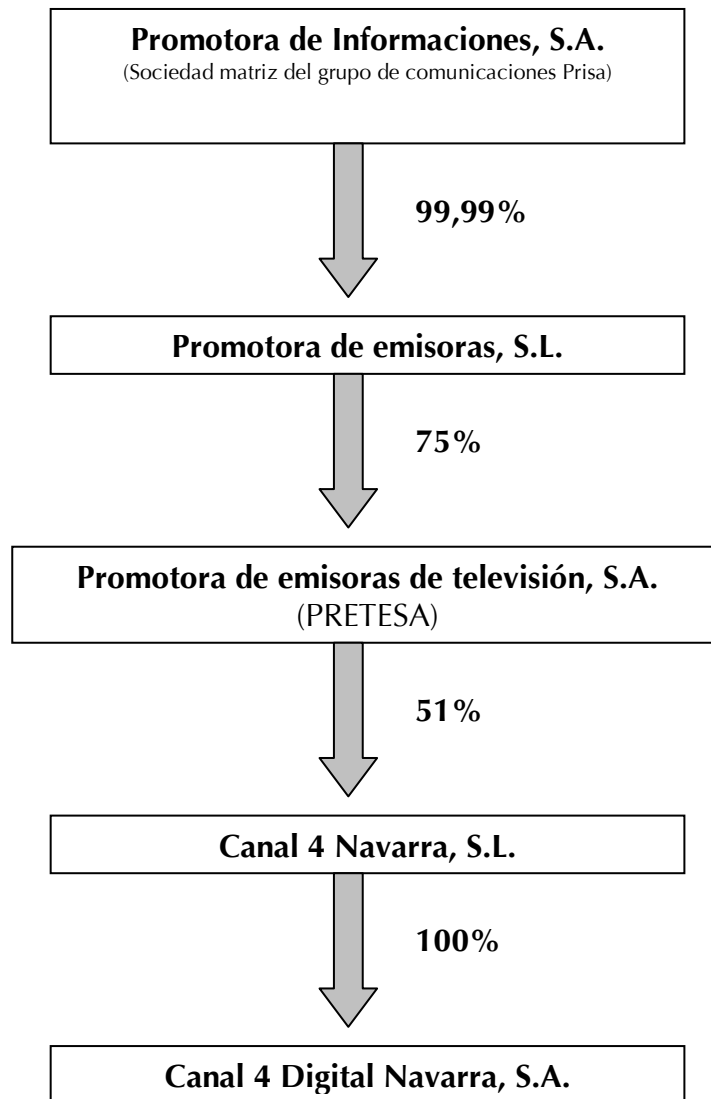 Promotora de Informaciones, S.A.
(Sociedad matriz del grupo de comunicaciones Prisa)
99,99%
Promotora de emisoras, S.L.
75%
Promotora de emisoras de televisión, S.A.
(PRETESA)
51%
Canal 4 Navarra, S.L.
100%
Canal 4 Digital Navarra, S.A.